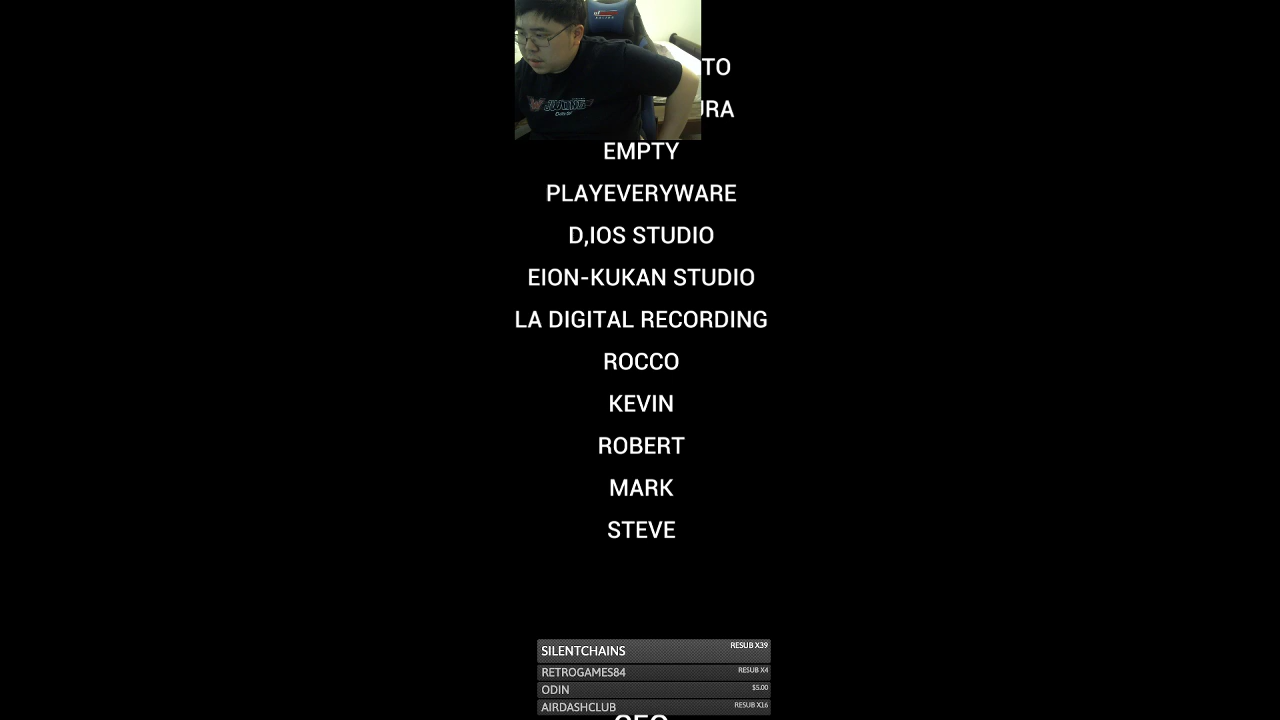 TO
URA
EMPTY
PLAYEVERYWARE
D,IOS STUDIO
EION-KUKAN STUDIO
LA DIGITAL RECORDING
ROCCO
KEVIN
ROBERT
MARK
STEVE
SILENTCHAINS RESUB X39
RETROGAMES84 RESUB X4
ODIN $5.00
AIRDASHCLUB RESUB X16